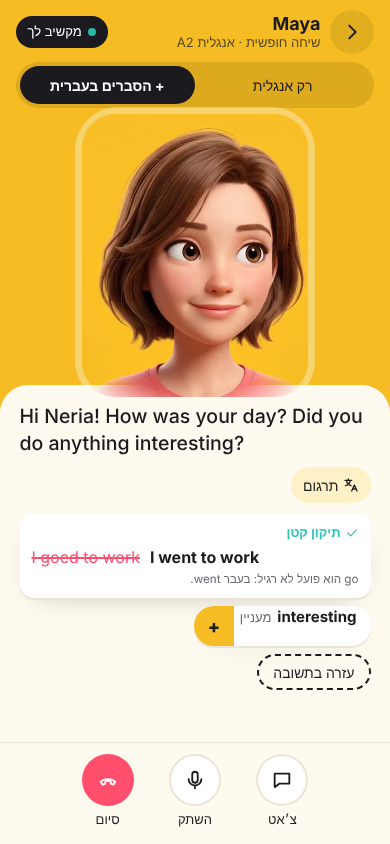 Maya
שיחה חופשית · אנגלית A2
מקשיב לך
רק אנגלית
+ הסברים בעברית
Hi Neria! How was your day? Did you
do anything interesting?
תרגום
תיקון קטן
I goed to work I went to work
go הוא פועל לא רגיל: בעבר went.
interesting מעניין
+
עזרה בתשובה
צ׳אט
השתק
סיום